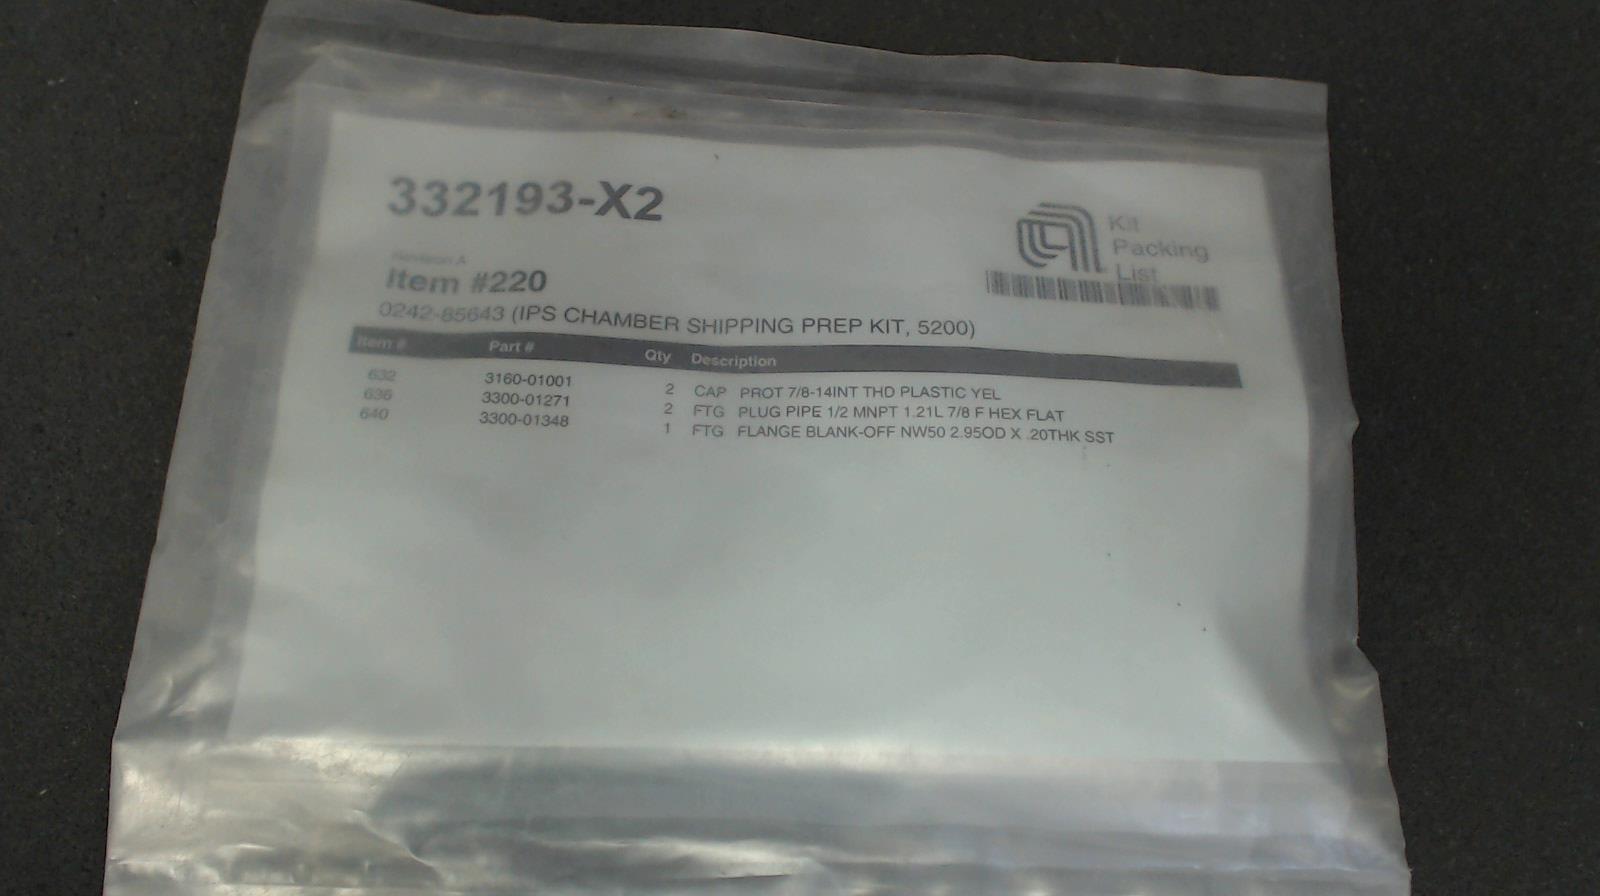 332193-X2
Kit
Packing
List
Revision A
Item #220
0242-85643 (IPS CHAMBER SHIPPING PREP KIT, 5200)
Item # Part # Qty Description
632 3160-01001 2 CAP PROT 7/8-14INT THD PLASTIC YEL
636 3300-01271 2 FTG PLUG PIPE 1/2 MNPT 1.21L 7/8 F HEX FLAT
640 3300-01348 1 FTG FLANGE BLANK-OFF NW50 2.95OD X .20THK SST